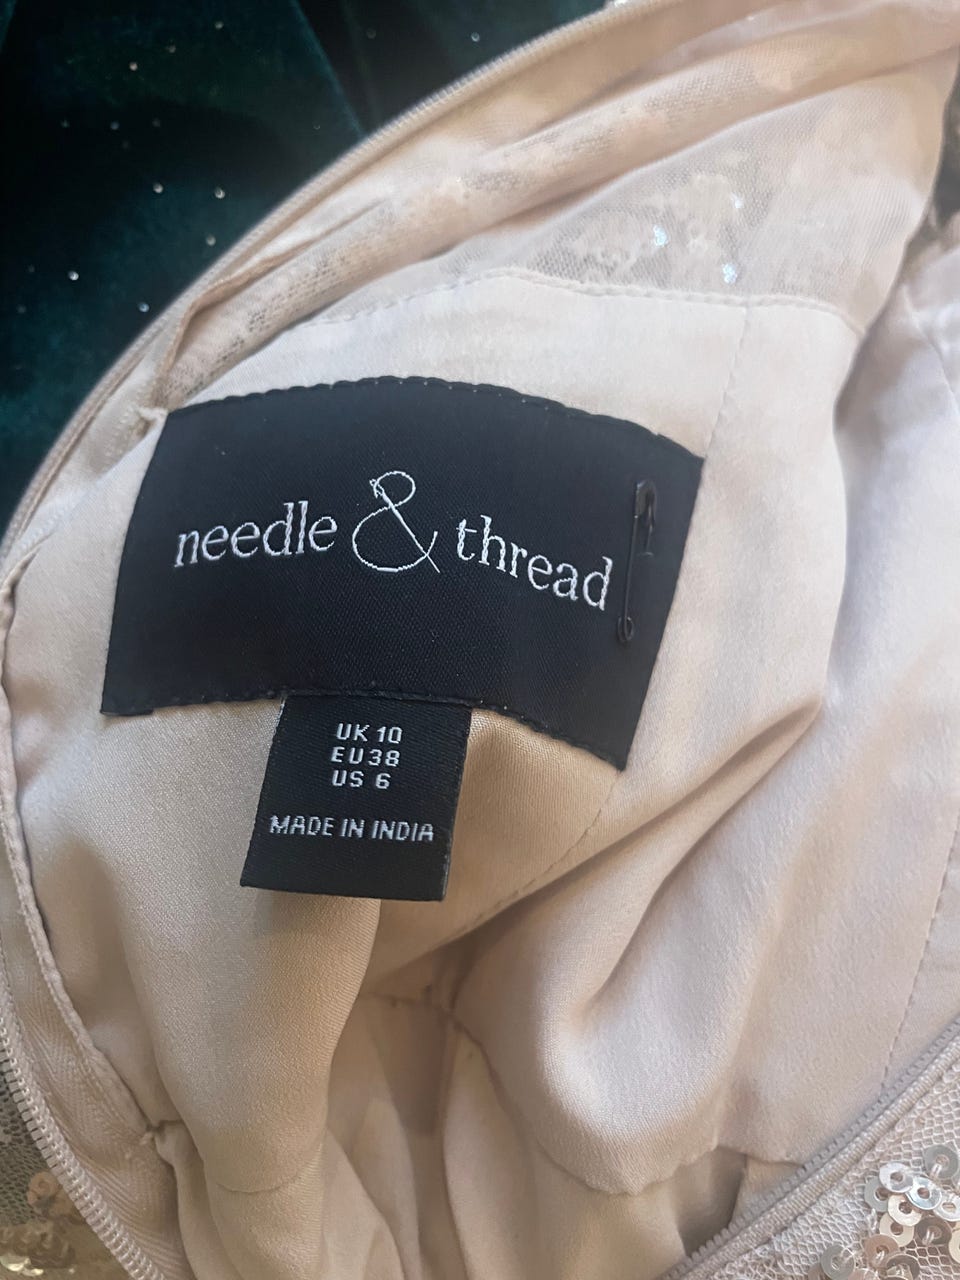 needle & thread
UK 10
EU 38
US 6
MADE IN INDIA